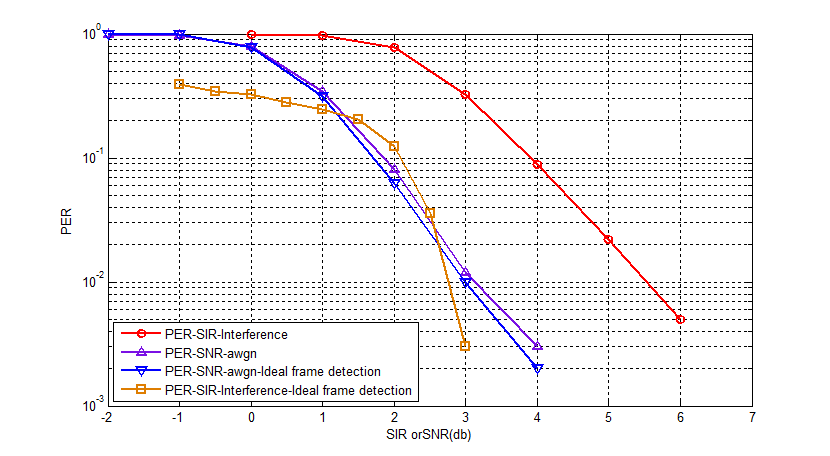 10^0
10^-1
10^-2
10^-3
PER
PER-SIR-Interference
PER-SNR-awgn
PER-SNR-awgn-Ideal frame detection
PER-SIR-Interference-Ideal frame detection
-2 -1 0 1 2 3 4 5 6 7
SIR orSNR(db)